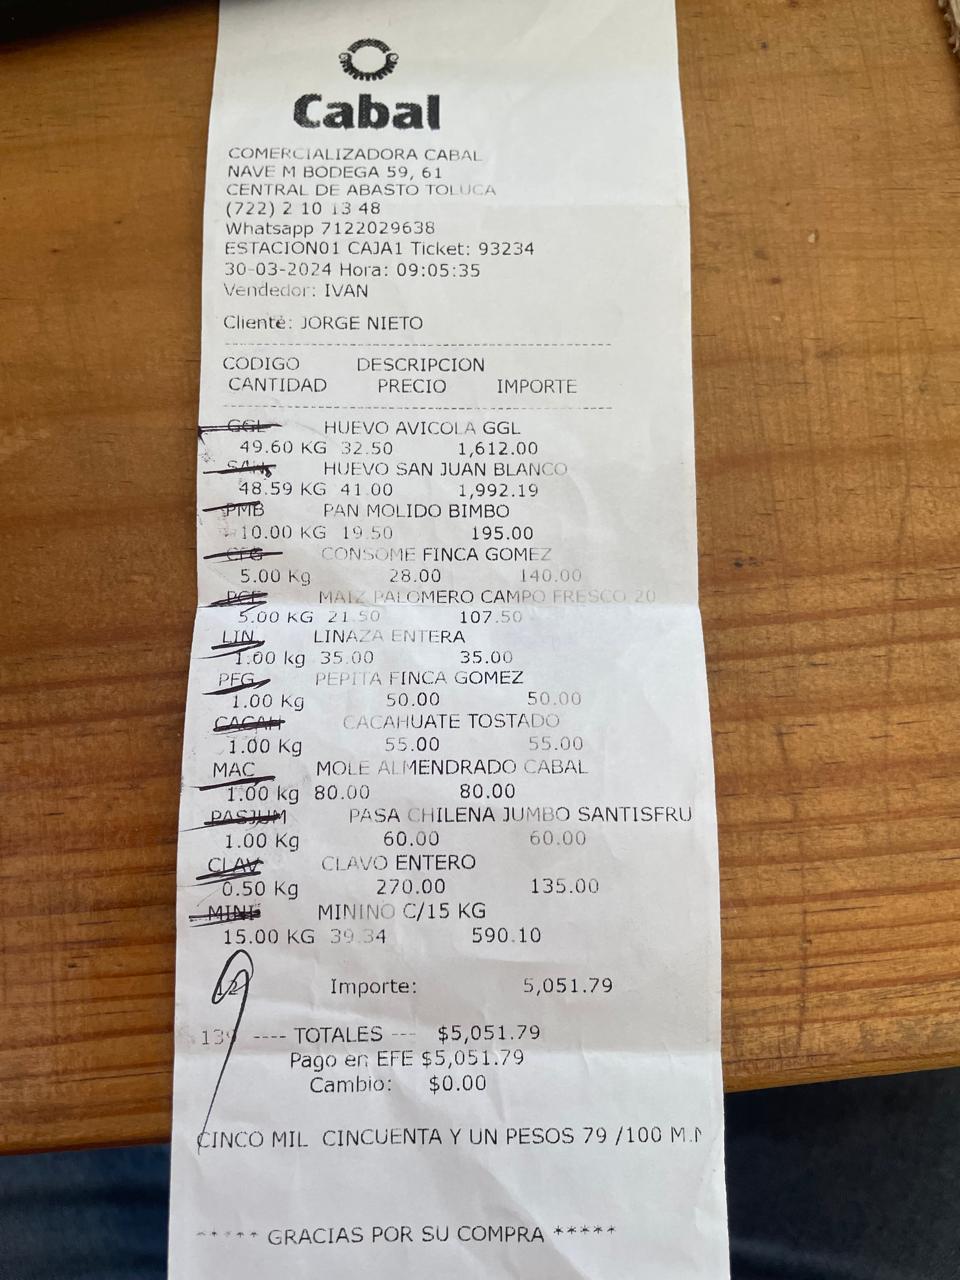 Cabal
COMERCIALIZADORA CABAL
NAVE M BODEGA 59, 61
CENTRAL DE ABASTO TOLUCA
(722) 2 10 13 48
Whatsapp 7122029638
ESTACION01 CAJA1 Ticket: 93234
30-03-2024 Hora: 09:05:35
Vendedor: IVAN
Cliente: JORGE NIETO
CODIGO DESCRIPCION
CANTIDAD PRECIO IMPORTE
GGL HUEVO AVICOLA GGL
49.60 KG 32.50 1,612.00
HUEVO SAN JUAN BLANCO
48.59 KG 41.00 1,992.19
PMB PAN MOLIDO BIMBO
10.00 KG 19.50 195.00
CFG CONSOME FINCA GOMEZ
5.00 Kg 28.00 140.00
PCF MAIZ PALOMERO CAMPO FRESCO 20
5.00 KG 21.50 107.50
LIN LINAZA ENTERA
1.00 kg 35.00 35.00
PFG PEPITA FINCA GOMEZ
1.00 Kg 50.00 50.00
CACAH CACAHUATE TOSTADO
1.00 Kg 55.00 55.00
MAC MOLE ALMENDRADO CABAL
1.00 kg 80.00 80.00
PASJUM PASA CHILENA JUMBO SANTISFRU
1.00 Kg 60.00 60.00
CLAV CLAVO ENTERO
0.50 Kg 270.00 135.00
MINI MININO C/15 KG
15.00 KG 39.34 590.10
12 Importe: 5,051.79
139 ---- TOTALES --- $5,051.79
Pago en EFE $5,051.79
Cambio: $0.00
CINCO MIL CINCUENTA Y UN PESOS 79 /100 M.N
***** GRACIAS POR SU COMPRA *****